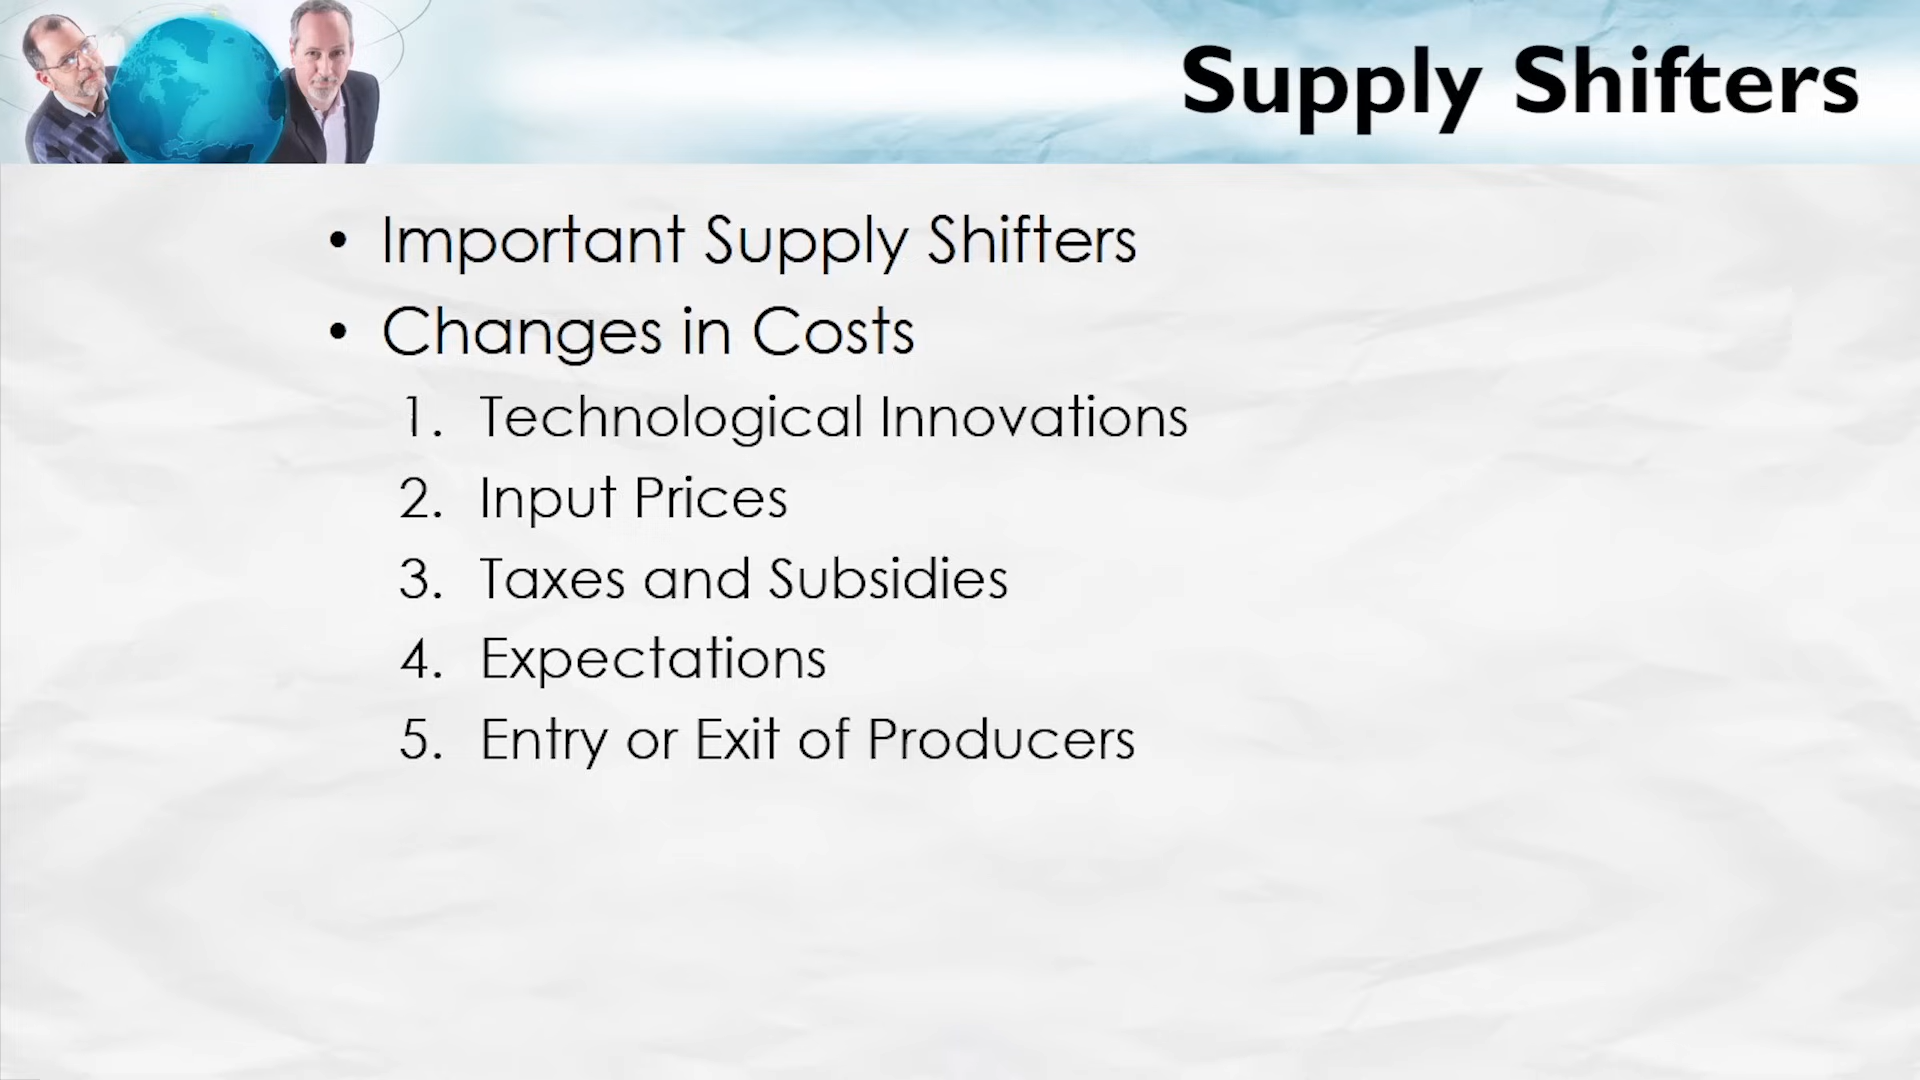 Supply Shifters
• Important Supply Shifters
• Changes in Costs
1. Technological Innovations
2. Input Prices
3. Taxes and Subsidies
4. Expectations
5. Entry or Exit of Producers